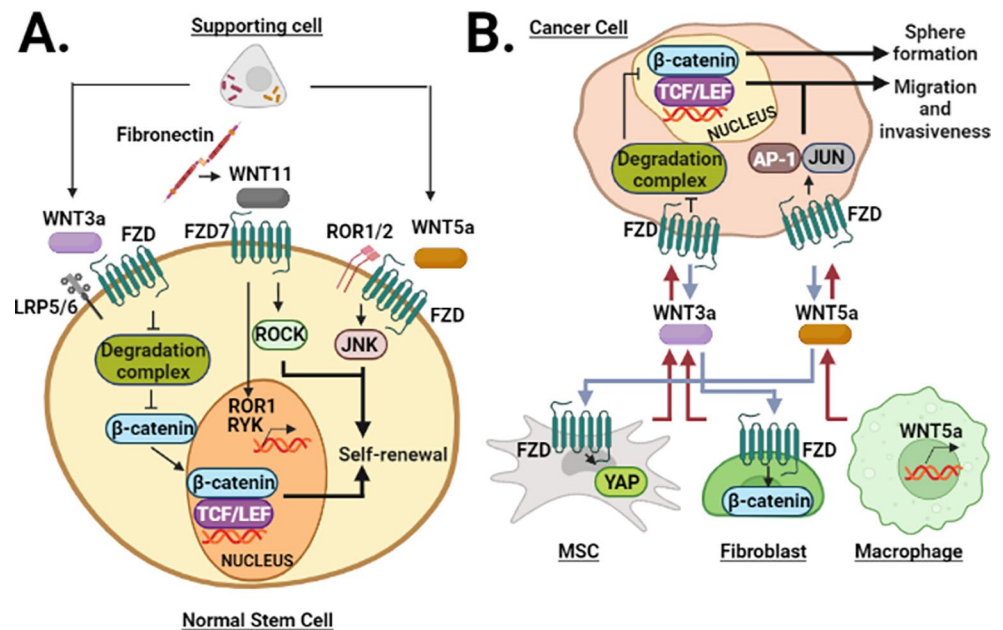 A.
Supporting cell
Fibronectin
WNT11
WNT3a
FZD
FZD7
ROR1/2
WNT5a
LRP5/6
FZD
ROCK
JNK
Degradation
complex
β-catenin
ROR1
RYK
Self-renewal
β-catenin
TCF/LEF
NUCLEUS
Normal Stem Cell
B.
Cancer Cell
Sphere
formation
β-catenin
TCF/LEF
NUCLEUS
Migration
and
invasiveness
Degradation
complex
AP-1
JUN
FZD
FZD
WNT3a
WNT5a
FZD
YAP
MSC
FZD
β-catenin
Fibroblast
WNT5a
Macrophage